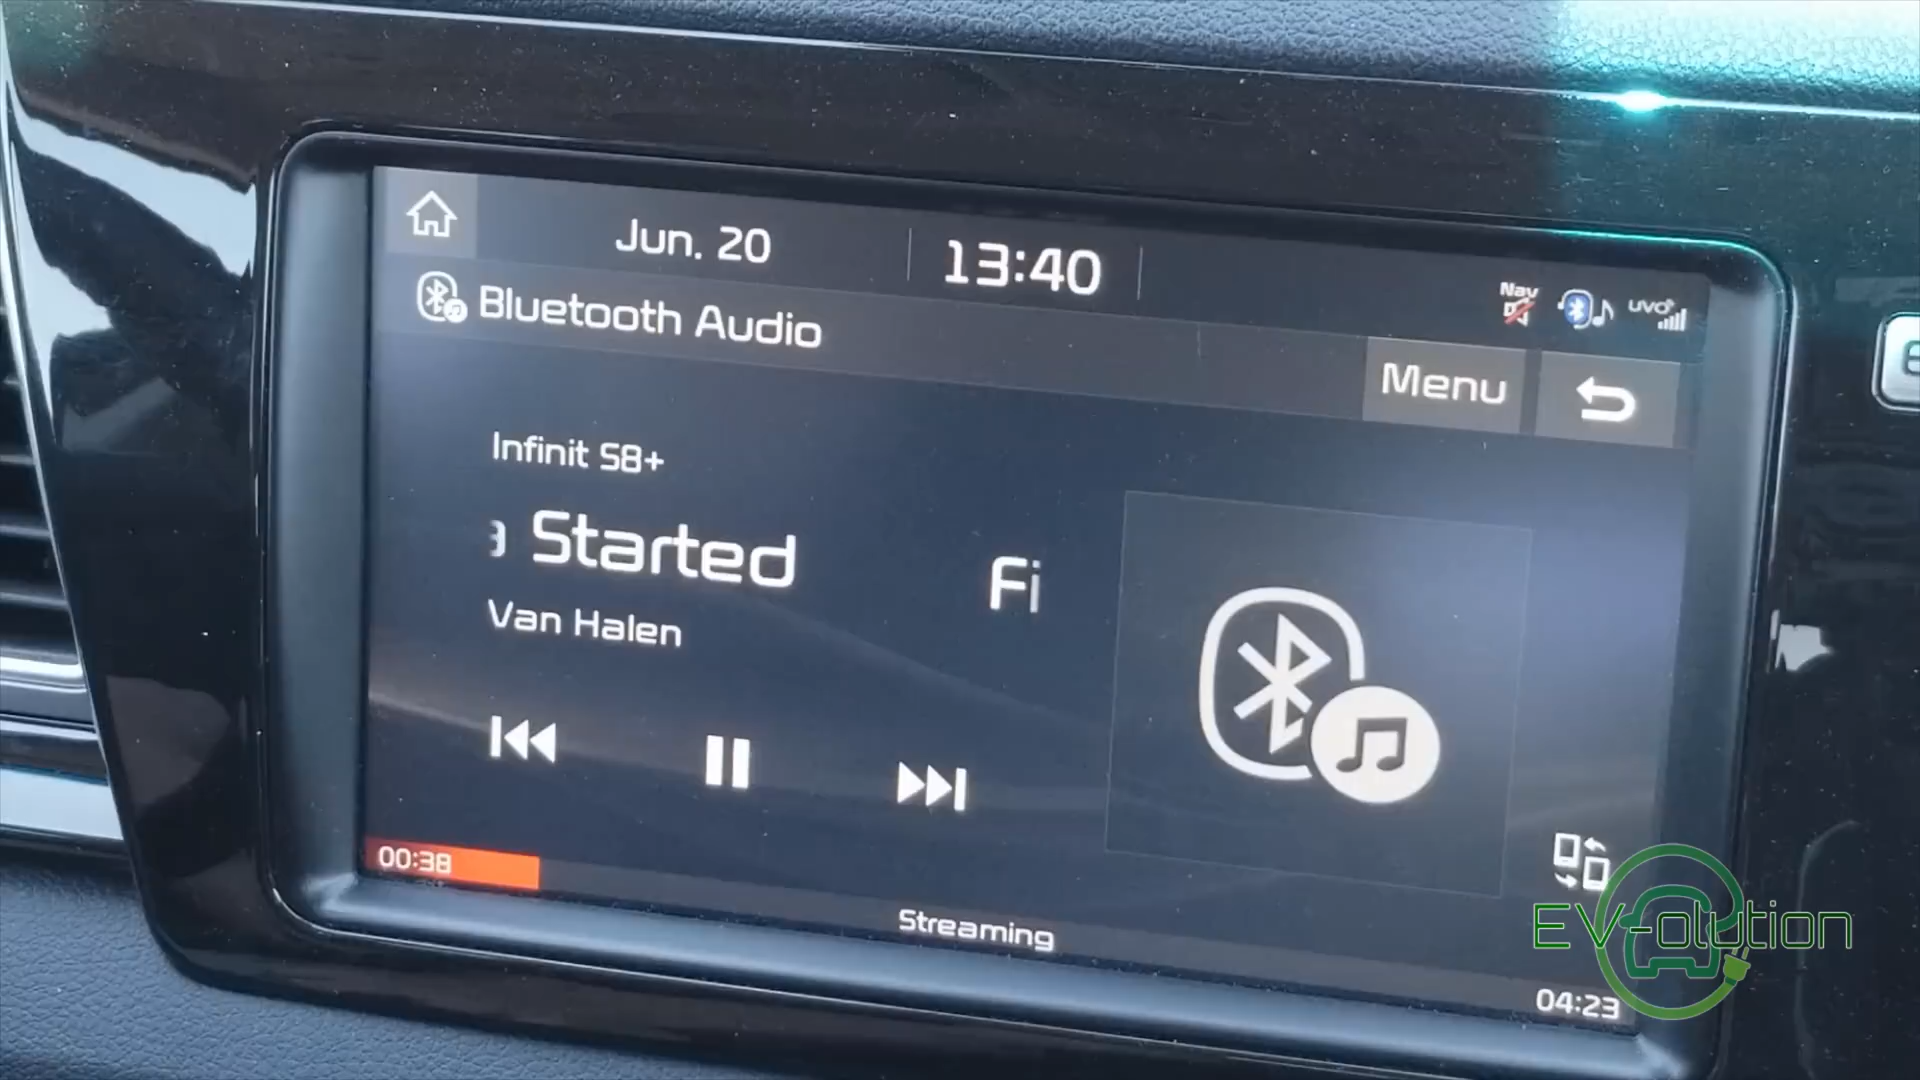 Jun. 20
13:40
Nav
UVO
Bluetooth Audio
Menu
Infinit S8+
Started
Fi
Van Halen
00:38
Streaming
04:23
EV-olution